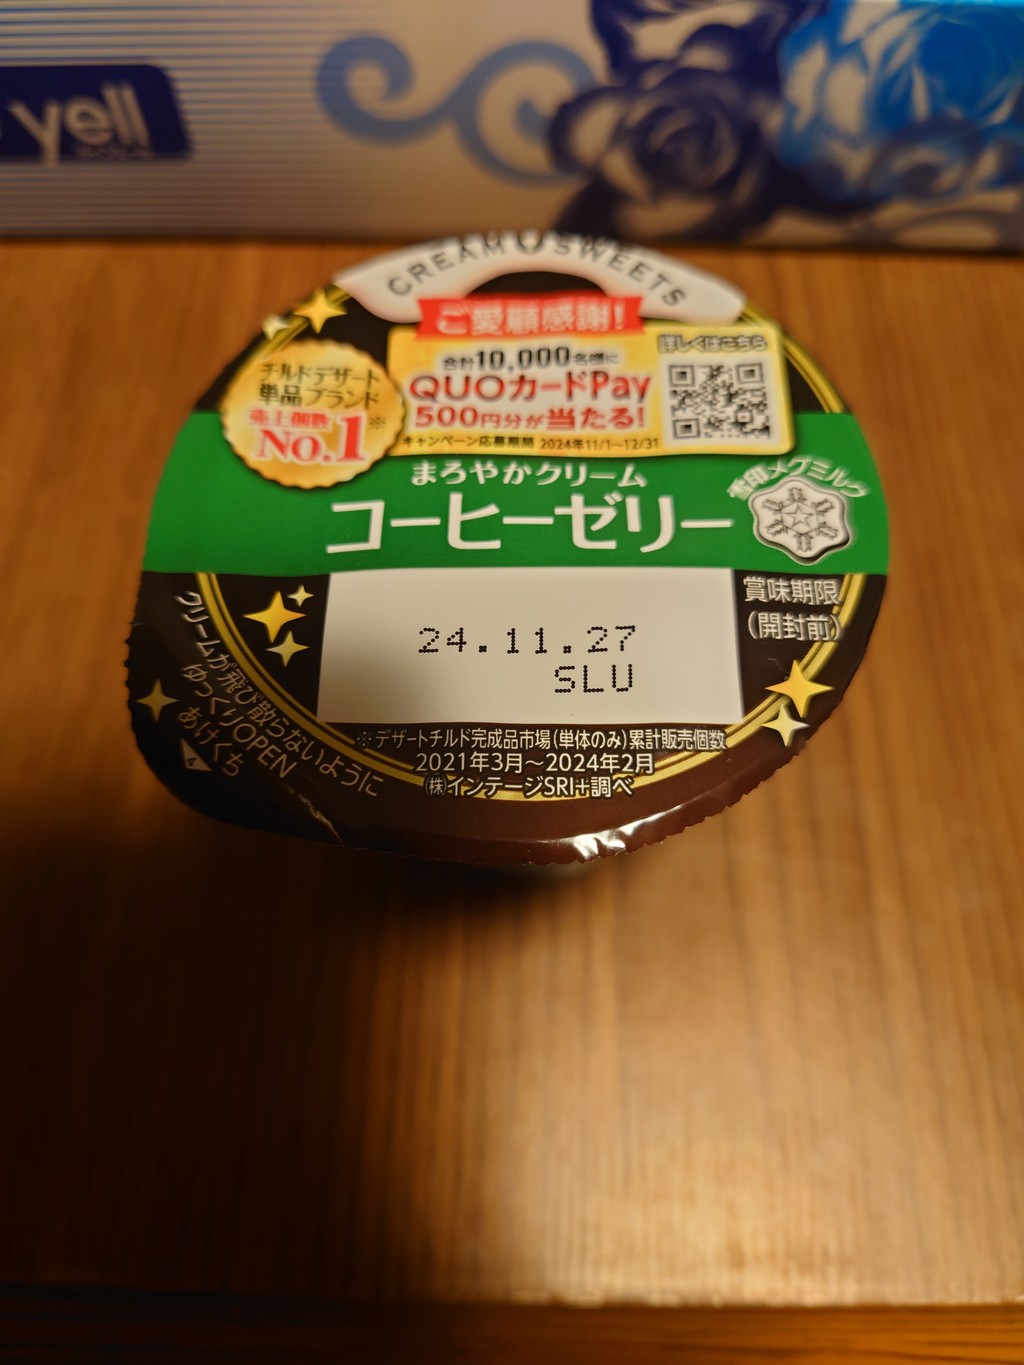 yell
CREAM SWEETS
ご愛顧感謝!
合計10,000名様に
QUOカードPay
500円分が当たる!
キャンペーン応募期間 2024年11/1～12/31
詳しくはこちら
チルドデザート
単品ブランド
売上個数
No.1※
まろやかクリーム
コーヒーゼリー
雪印メグミルク
賞味期限
(開封前)
24.11.27
SLU
※デザートチルド完成品市場(単体のみ)累計販売個数
2021年3月～2024年2月
㈱インテージSRI+調べ
クリームが飛び散らないように
ゆっくりOPEN
あけくち